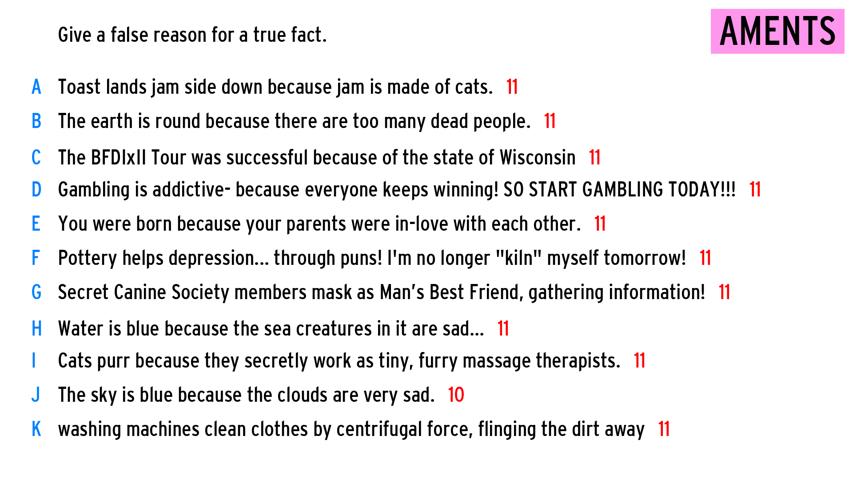 Give a false reason for a true fact.
AMENTS
A Toast lands jam side down because jam is made of cats. 11
B The earth is round because there are too many dead people. 11
C The BFDIxII Tour was successful because of the state of Wisconsin 11
D Gambling is addictive- because everyone keeps winning! SO START GAMBLING TODAY!!! 11
E You were born because your parents were in-love with each other. 11
F Pottery helps depression... through puns! I'm no longer "kiln" myself tomorrow! 11
G Secret Canine Society members mask as Man's Best Friend, gathering information! 11
H Water is blue because the sea creatures in it are sad... 11
I Cats purr because they secretly work as tiny, furry massage therapists. 11
J The sky is blue because the clouds are very sad. 10
K washing machines clean clothes by centrifugal force, flinging the dirt away 11